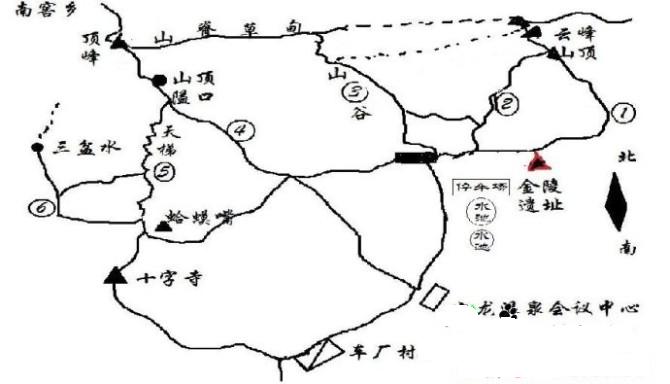 南窖乡
顶峰
山脊草甸
云峰山顶
山顶隘口
山谷
③
②
①
④
天梯
三盆水
⑤
⑥
蛤蟆嘴
停车场
水池
水池
金陵遗址
北
南
十字寺
龙温泉会议中心
车厂村